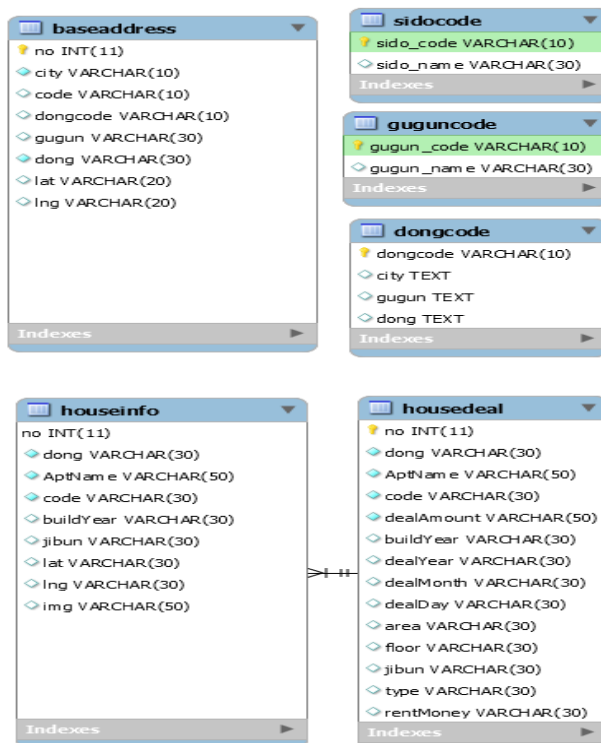 baseaddress
no INT(11)
city VARCHAR(10)
code VARCHAR(10)
dongcode VARCHAR(10)
gugun VARCHAR(30)
dong VARCHAR(30)
lat VARCHAR(20)
lng VARCHAR(20)
Indexes
sidocode
sido_code VARCHAR(10)
sido_name VARCHAR(30)
Indexes
guguncode
gugun_code VARCHAR(10)
gugun_name VARCHAR(30)
Indexes
dongcode
dongcode VARCHAR(10)
city TEXT
gugun TEXT
dong TEXT
Indexes
houseinfo
no INT(11)
dong VARCHAR(30)
AptName VARCHAR(50)
code VARCHAR(30)
buildYear VARCHAR(30)
jibun VARCHAR(30)
lat VARCHAR(30)
lng VARCHAR(30)
img VARCHAR(50)
Indexes
housedeal
no INT(11)
dong VARCHAR(30)
AptName VARCHAR(50)
code VARCHAR(30)
dealAmount VARCHAR(50)
buildYear VARCHAR(30)
dealYear VARCHAR(30)
dealMonth VARCHAR(30)
dealDay VARCHAR(30)
area VARCHAR(30)
floor VARCHAR(30)
jibun VARCHAR(30)
type VARCHAR(30)
rentMoney VARCHAR(30)
Indexes